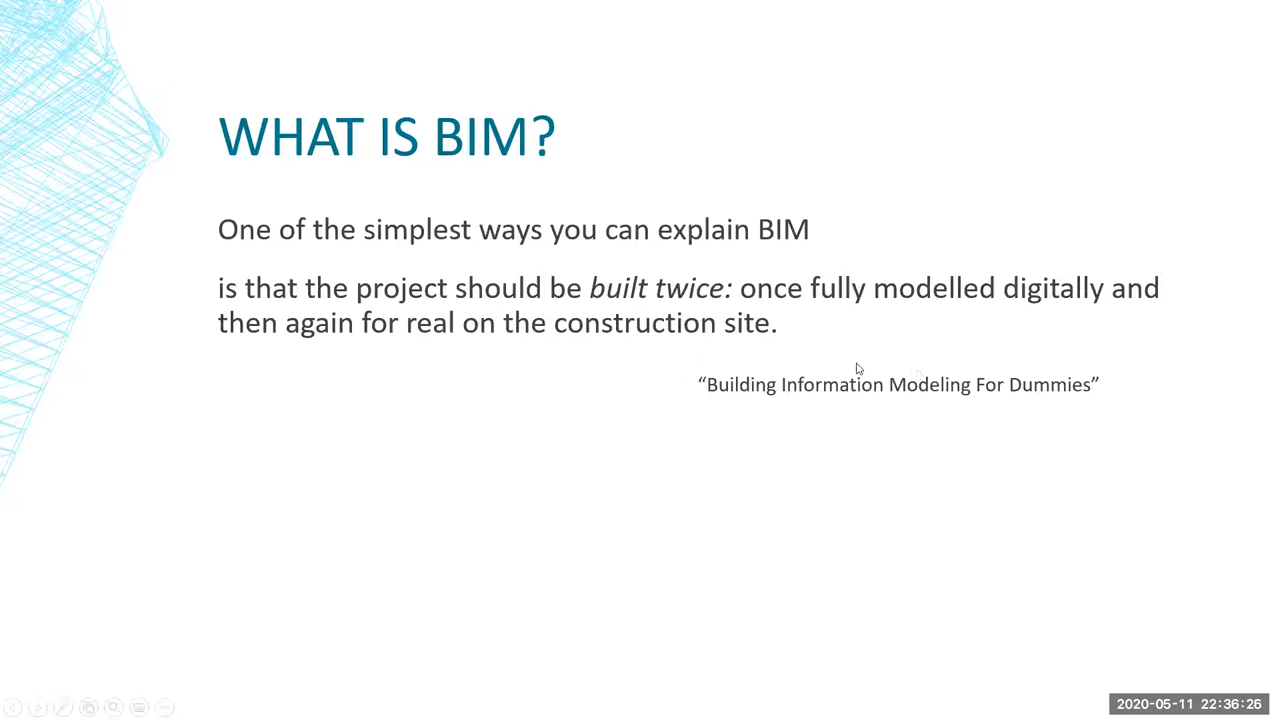 WHAT IS BIM?
One of the simplest ways you can explain BIM
is that the project should be built twice: once fully modelled digitally and
then again for real on the construction site.
“Building Information Modeling For Dummies”
2020-05-11 22:36:26